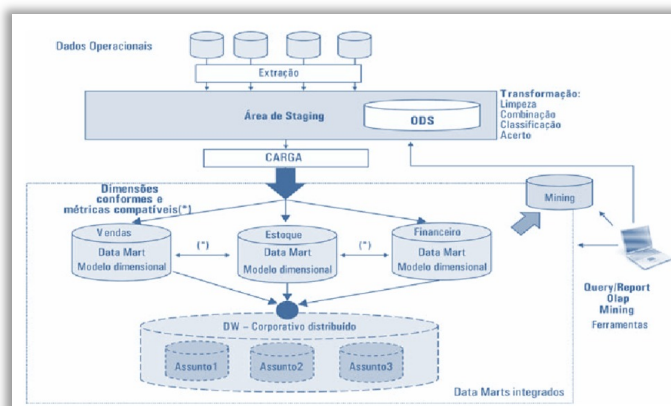 Dados Operacionais
Extração
Área de Staging
ODS
Transformação:
Limpeza
Combinação
Classificação
Acerto
CARGA
Dimensões
conformes e
métricas compatíveis(*)
Mining
Vendas
Data Mart
Modelo dimensional
(*)
Estoque
Data Mart
Modelo dimensional
(*)
Financeiro
Data Mart
Modelo dimensional
Query/Report
Olap
Mining
Ferramentas
DW – Corporativo distribuído
Assunto1
Assunto2
Assunto3
Data Marts integrados